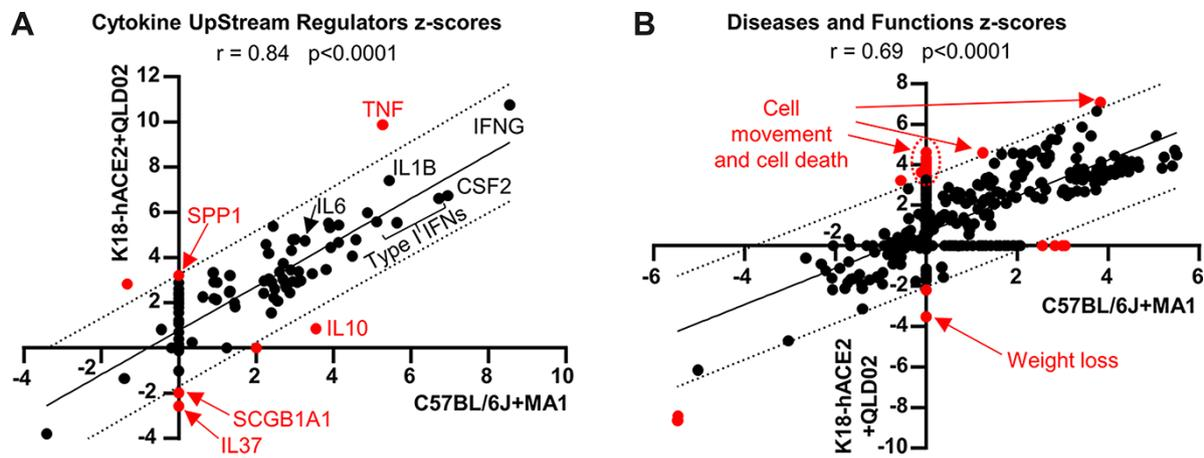 A
Cytokine UpStream Regulators z-scores
r = 0.84 p<0.0001
K18-hACE2+QLD02
12
10
8
6
4
2
-2
-4
-4
-2
2
4
6
8
10
C57BL/6J+MA1
TNF
IFNG
IL1B
CSF2
IL6
Type I IFNs
SPP1
IL10
SCGB1A1
IL37
B
Diseases and Functions z-scores
r = 0.69 p<0.0001
8
6
4
2
-2
-4
-6
-8
-10
-6
-4
-2
2
4
6
C57BL/6J+MA1
Cell
movement
and cell death
Weight loss
K18-hACE2
+QLD02